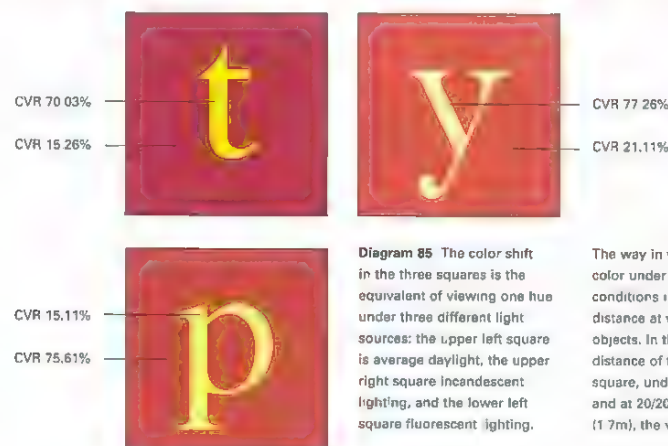 t
CVR 70 03%
CVR 15.26%
y
CVR 77 26%
CVR 21.11%
p
CVR 15.11%
CVR 75.61%
Diagram 85 The color shift
in the three squares is the
equivalent of viewing one hue
under three different light
sources: the upper left square
is average daylight, the upper
right square incandescent
lighting, and the lower left
square fluorescent lighting.
The way in
color under
conditions
distance at
objects. In
distance of
square, und
and at 20/20
(1 7m), the